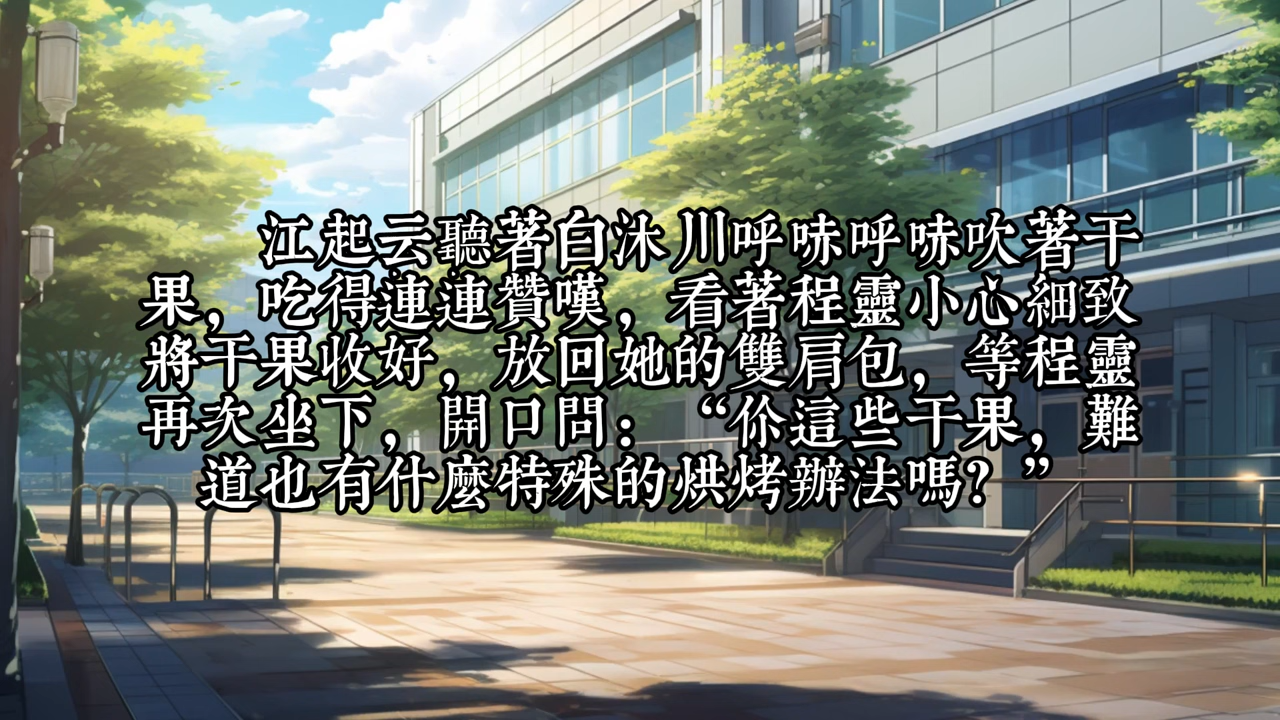 江起云聽著白沐川呼哧呼哧吹著干
果，吃得連連贊嘆，看著程靈小心細致
將干果收好，放回她的雙肩包，等程靈
再次坐下，開口問：“你這些干果，難
道也有什麼特殊的烘烤辦法嗎？”